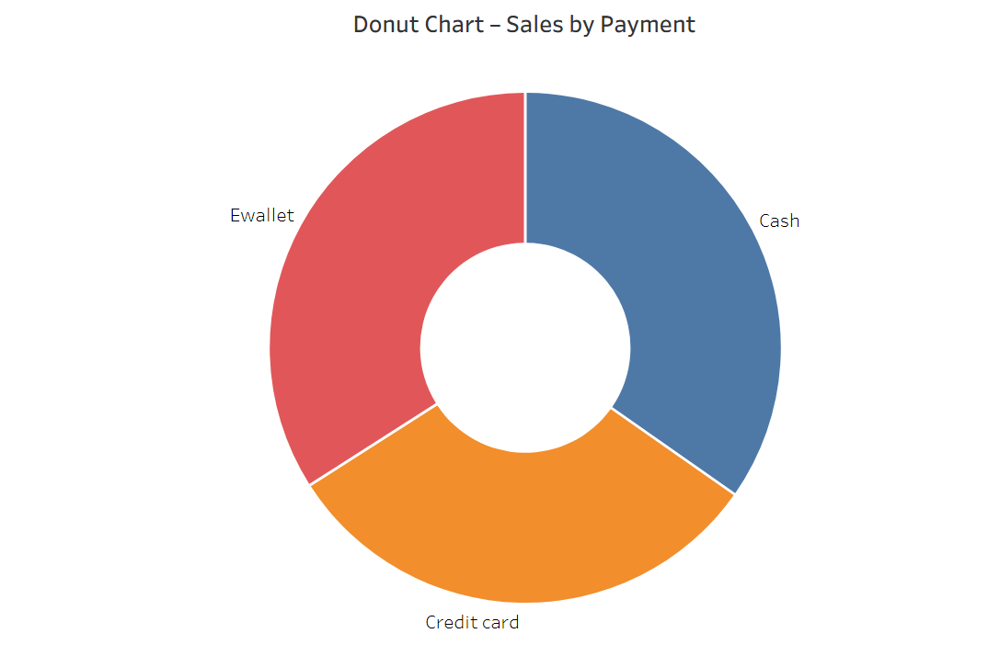 Donut Chart – Sales by Payment
Ewallet
Cash
Credit card